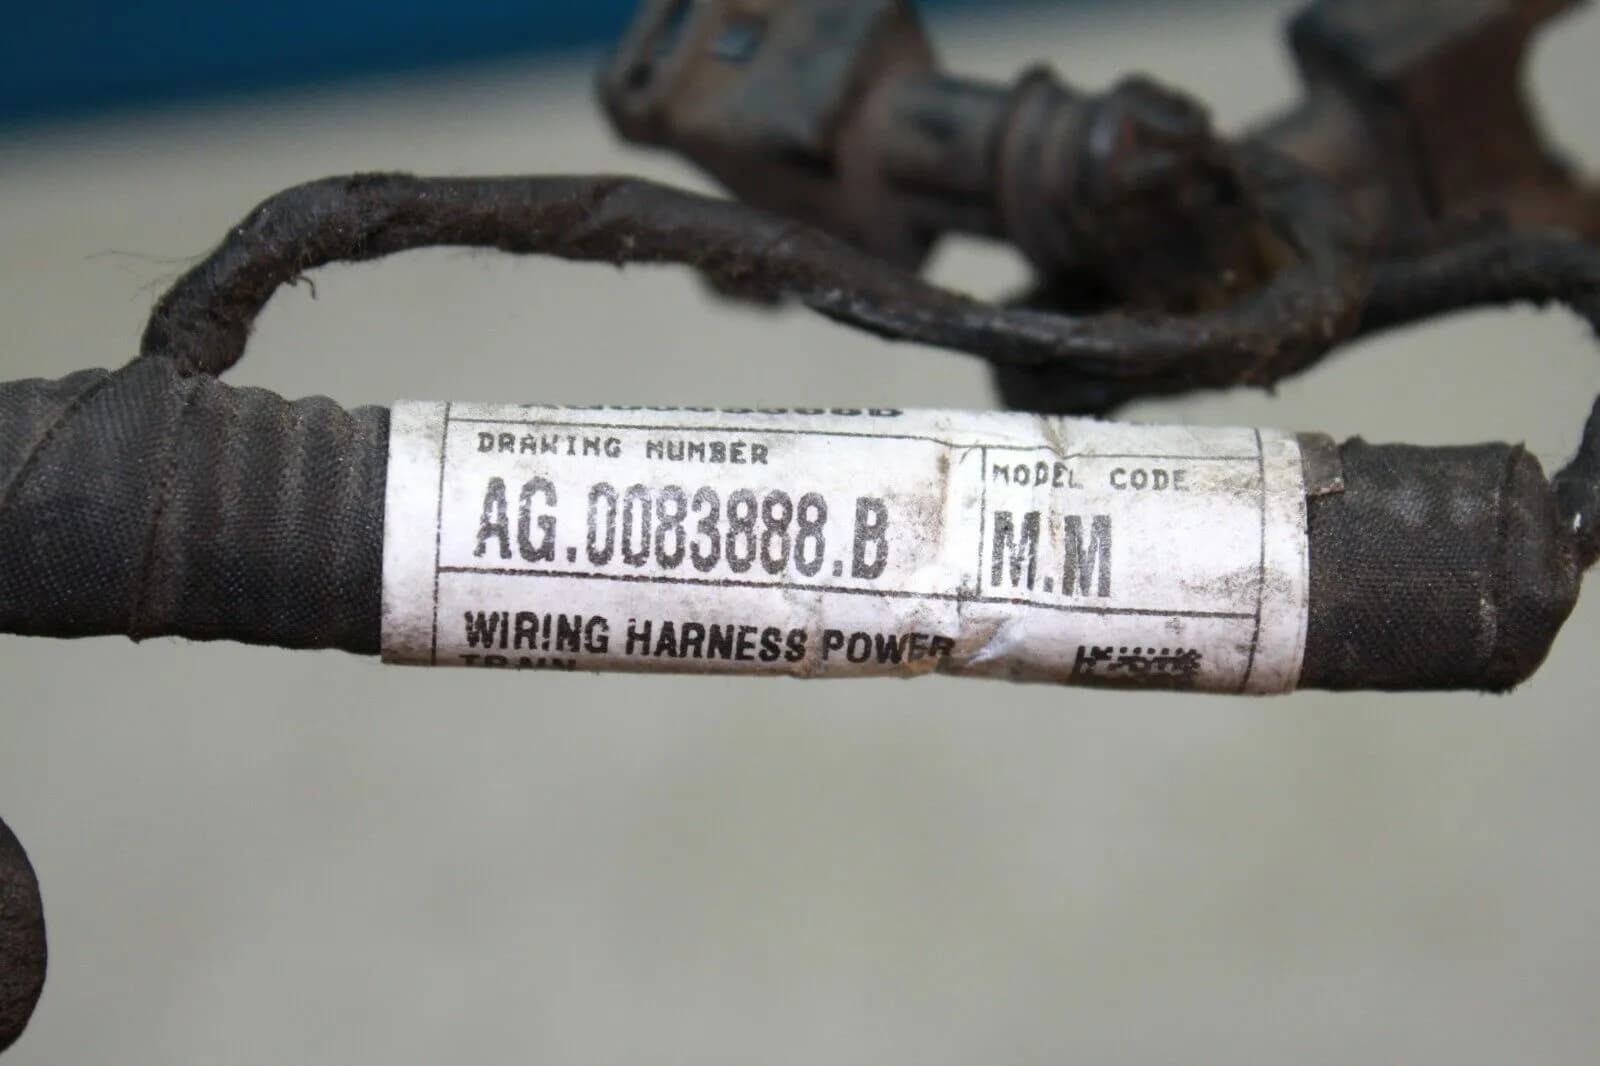 DRAWING NUMBER
MODEL CODE
AG.0083888.B
M.M
WIRING HARNESS POWER